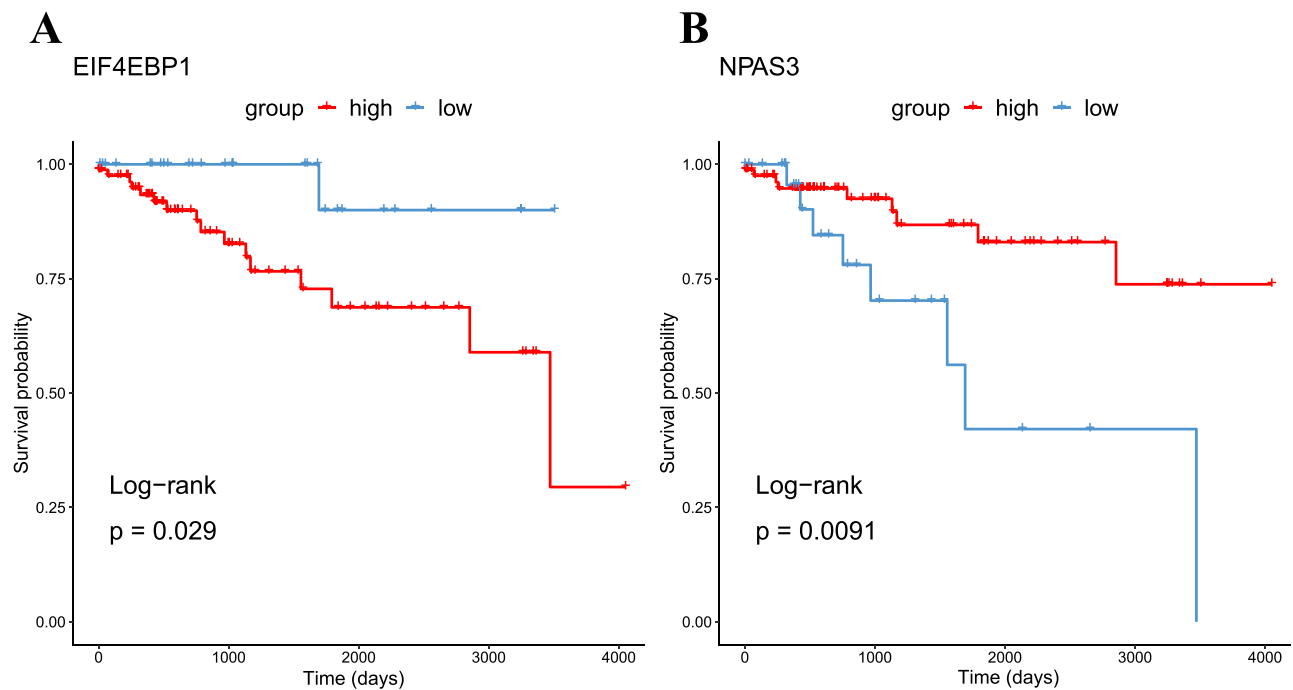 A
EIF4EBP1
group high low
Survival probability
1.00
0.75
0.50
0.25
0.00
Log−rank
p = 0.029
0 1000 2000 3000 4000
Time (days)
B
NPAS3
group high low
Survival probability
1.00
0.75
0.50
0.25
0.00
Log−rank
p = 0.0091
0 1000 2000 3000 4000
Time (days)